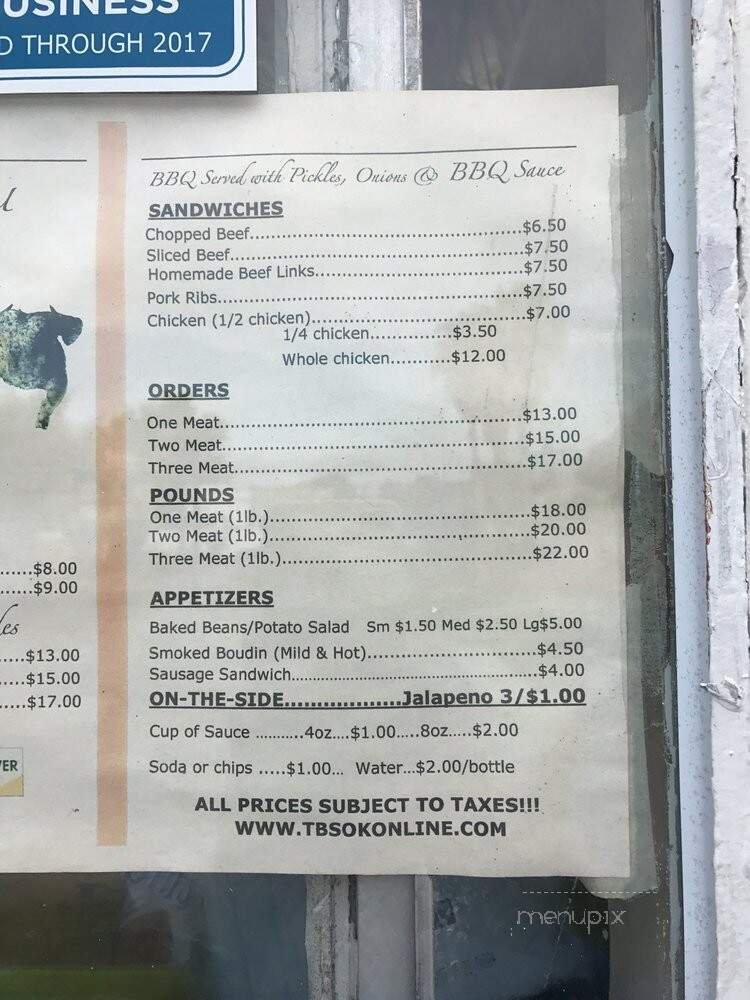 USINESS
D THROUGH 2017
BBQ Served with Pickles, Onions @ BBQ Sauce
SANDWICHES
Chopped Beef...$6.50
Sliced Beef...$7.50
Homemade Beef Links...$7.50
Pork Ribs...$7.50
Chicken (1/2 chicken)...$7.00
1/4 chicken...$3.50
Whole chicken...$12.00
ORDERS
One Meat...$13.00
Two Meat...$15.00
Three Meat...$17.00
POUNDS
One Meat (1lb.)...$18.00
Two Meat (1lb.)...$20.00
Three Meat (1lb.)...$22.00
APPETIZERS
Baked Beans/Potato Salad Sm $1.50 Med $2.50 Lg$5.00
Smoked Boudin (Mild & Hot)...$4.50
Sausage Sandwich...$4.00
ON-THE-SIDE...Jalapeno 3/$1.00
Cup of Sauce ...4oz....$1.00.....8oz.....$2.00
Soda or chips .....$1.00... Water...$2.00/bottle
ALL PRICES SUBJECT TO TAXES!!!
WWW.TBSOKONLINE.COM
...$8.00
...$9.00
les
...$13.00
...$15.00
...$17.00
VER
menupix